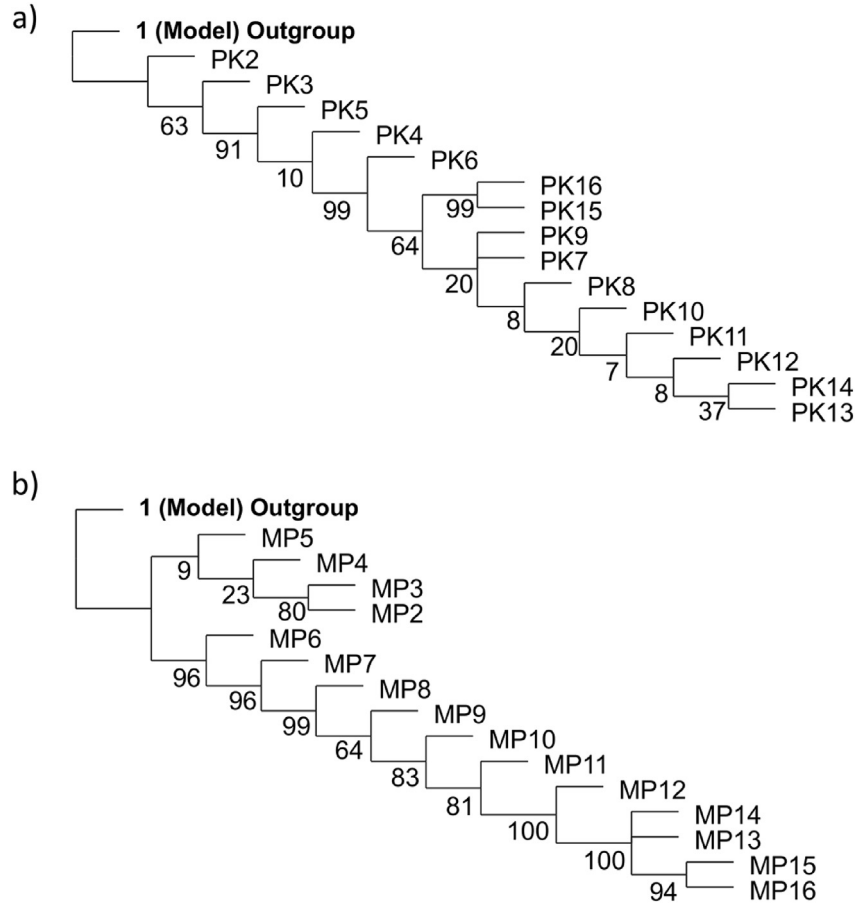 a)
1 (Model) Outgroup
PK2
PK3
63
PK5
91
PK4
10
PK6
PK16
99
99
PK15
PK9
64
PK7
20
PK8
8
PK10
20
PK11
7
PK12
8
PK14
37
PK13
b)
1 (Model) Outgroup
MP5
9
MP4
23
MP3
80
MP2
MP6
96
MP7
96
MP8
99
MP9
64
MP10
83
MP11
81
MP12
100
MP14
MP13
100
MP15
94
MP16